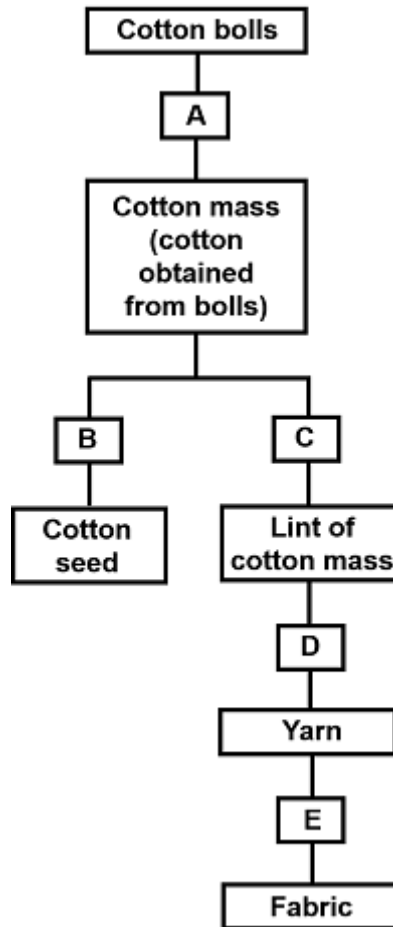 Cotton bolls
A
Cotton mass
(cotton
obtained
from bolls)
B
C
Cotton
seed
Lint of
cotton mass
D
Yarn
E
Fabric